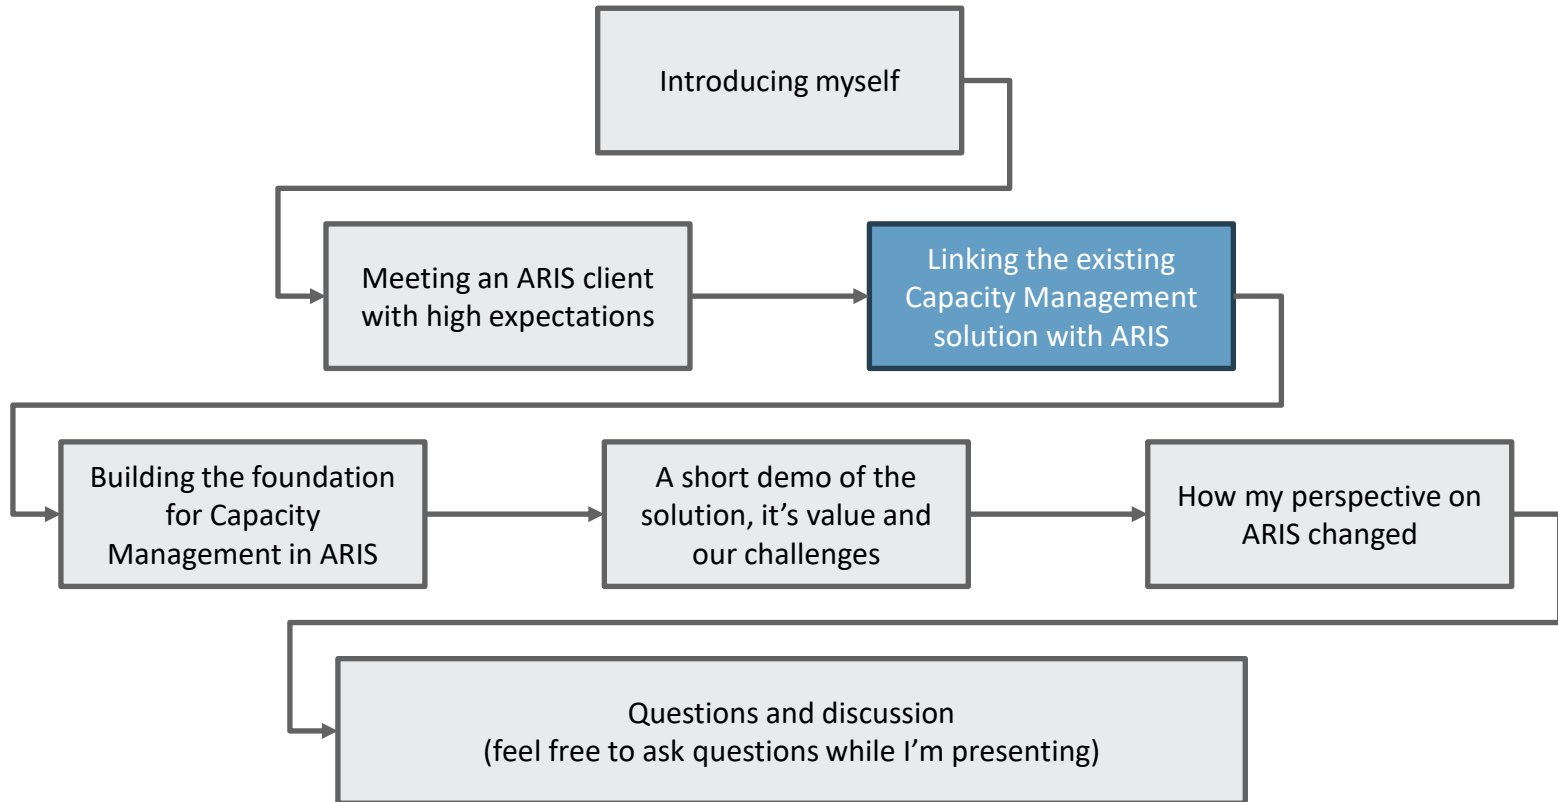 Introducing myself
Meeting an ARIS client
with high expectations
Linking the existing
Capacity Management
solution with ARIS
Building the foundation
for Capacity
Management in ARIS
A short demo of the
solution, it’s value and
our challenges
How my perspective on
ARIS changed
Questions and discussion
(feel free to ask questions while I’m presenting)